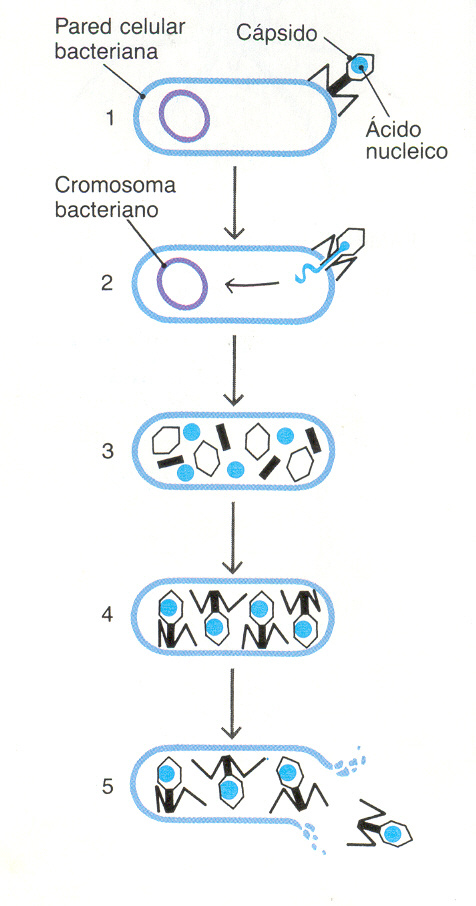 Pared celular
bacteriana
Cápsido
1
Ácido
nucleico
Cromosoma
bacteriano
2
3
4
5